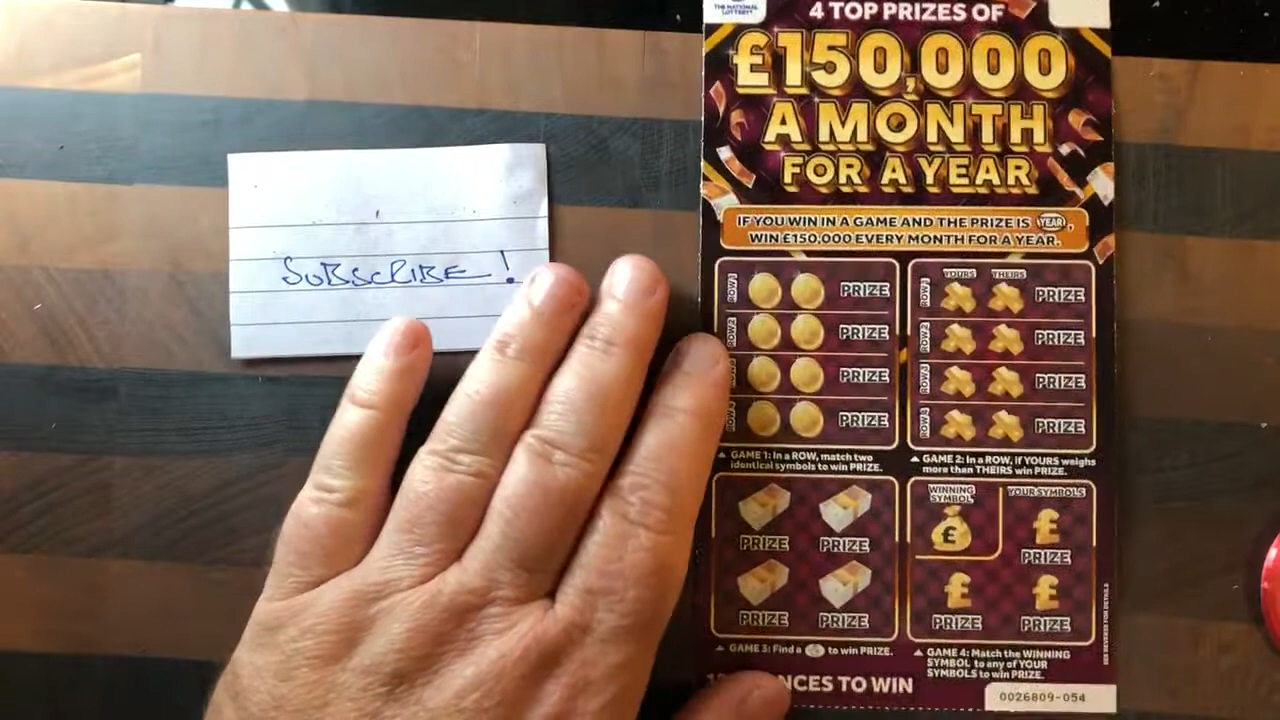 SUBSCRIBE!
THE NATIONAL
LOTTERY
4 TOP PRIZES OF
£150,000
A MONTH
FOR A YEAR
IF YOU WIN IN A GAME AND THE PRIZE IS YEAR,
WIN £150,000 EVERY MONTH FOR A YEAR.
ROW 1 PRIZE
ROW 2 PRIZE
PRIZE
PRIZE
GAME 1: In a ROW, match two
identical symbols to win PRIZE.
YOURS THEIRS
ROW 1 PRIZE
ROW 2 PRIZE
ROW 3 PRIZE
ROW 4 PRIZE
GAME 2: In a ROW, if YOURS weighs
more than THEIRS win PRIZE.
PRIZE PRIZE
PRIZE PRIZE
GAME 3: Find a to win PRIZE.
WINNING
SYMBOL
£
YOUR SYMBOLS
£
PRIZE
£ £
PRIZE PRIZE
GAME 4: Match the WINNING
SYMBOL to any of YOUR
SYMBOLS to win PRIZE.
SEE REVERSE FOR DETAILS
NCES TO WIN
0026809-054